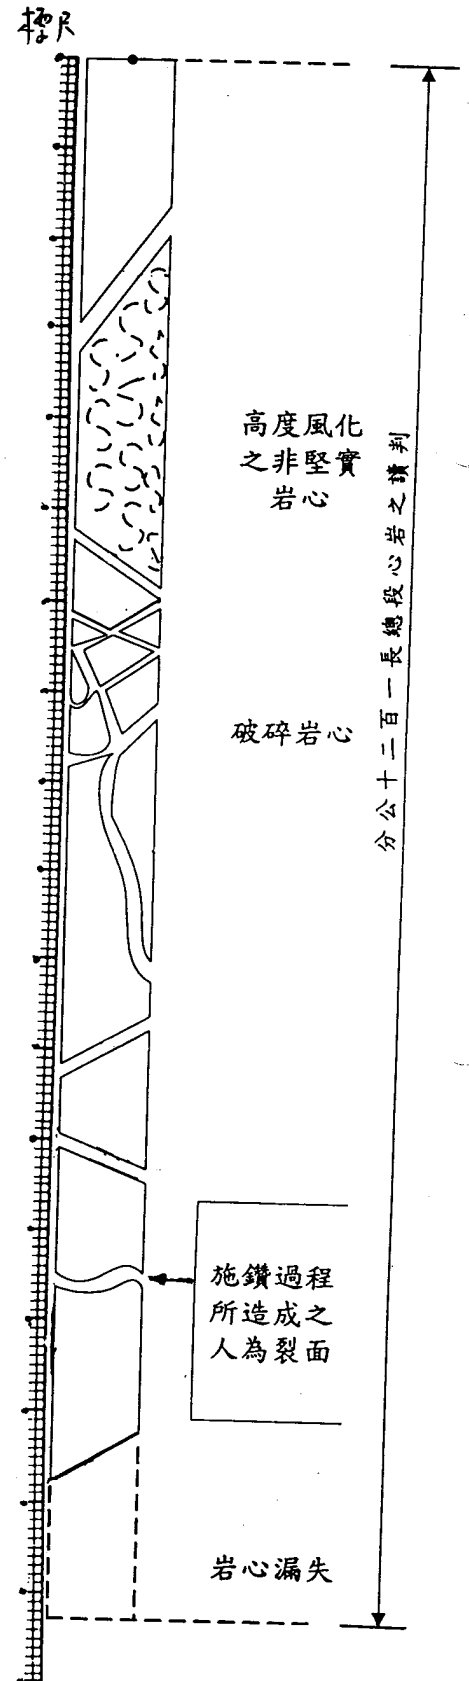 標尺
高度風化
之非堅實
岩心
判讀之岩心段總長一百二十公分
破碎岩心
施鑽過程
所造成之
人為裂面
岩心漏失